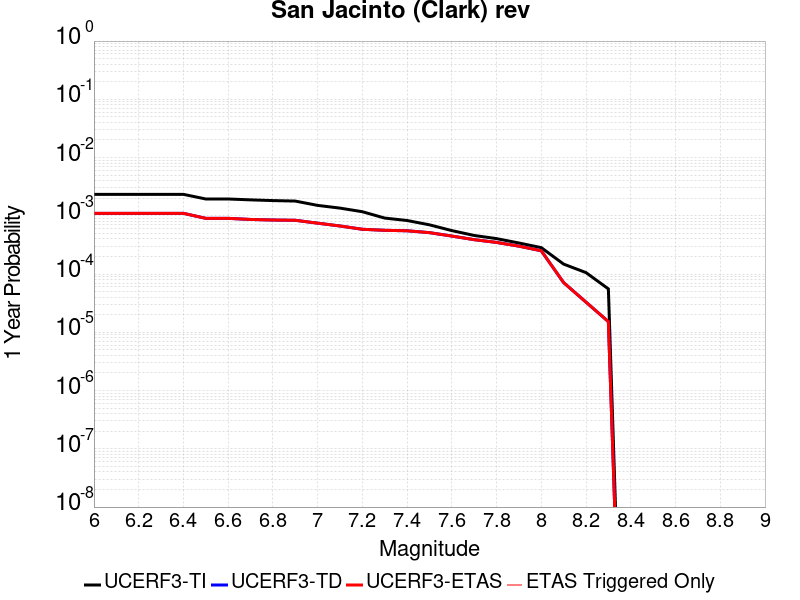 San Jacinto (Clark) rev
10^0
10^-1
10^-2
10^-3
10^-4
10^-5
10^-6
10^-7
10^-8
1 Year Probability
6 6.2 6.4 6.6 6.8 7 7.2 7.4 7.6 7.8 8 8.2 8.4 8.6 8.8 9
Magnitude
UCERF3-TI UCERF3-TD UCERF3-ETAS ETAS Triggered Only